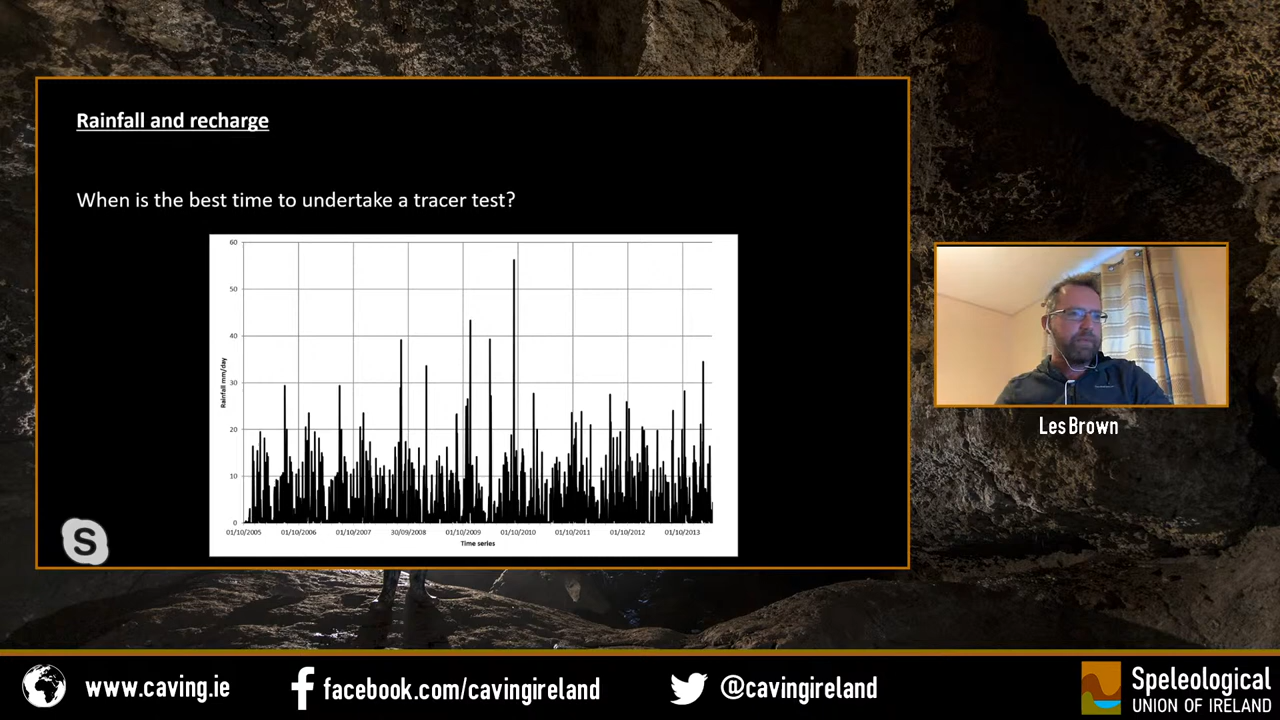 Rainfall and recharge
When is the best time to undertake a tracer test?
60
50
40
30
20
10
0
Rainfall mm/day
01/10/2005 01/10/2006 01/10/2007 30/09/2008 01/10/2009 01/10/2010 01/10/2011 01/10/2012 01/10/2013
Time series
S
Les Brown
www.caving.ie
facebook.com/cavingireland
@cavingireland
Speleological
UNION OF IRELAND